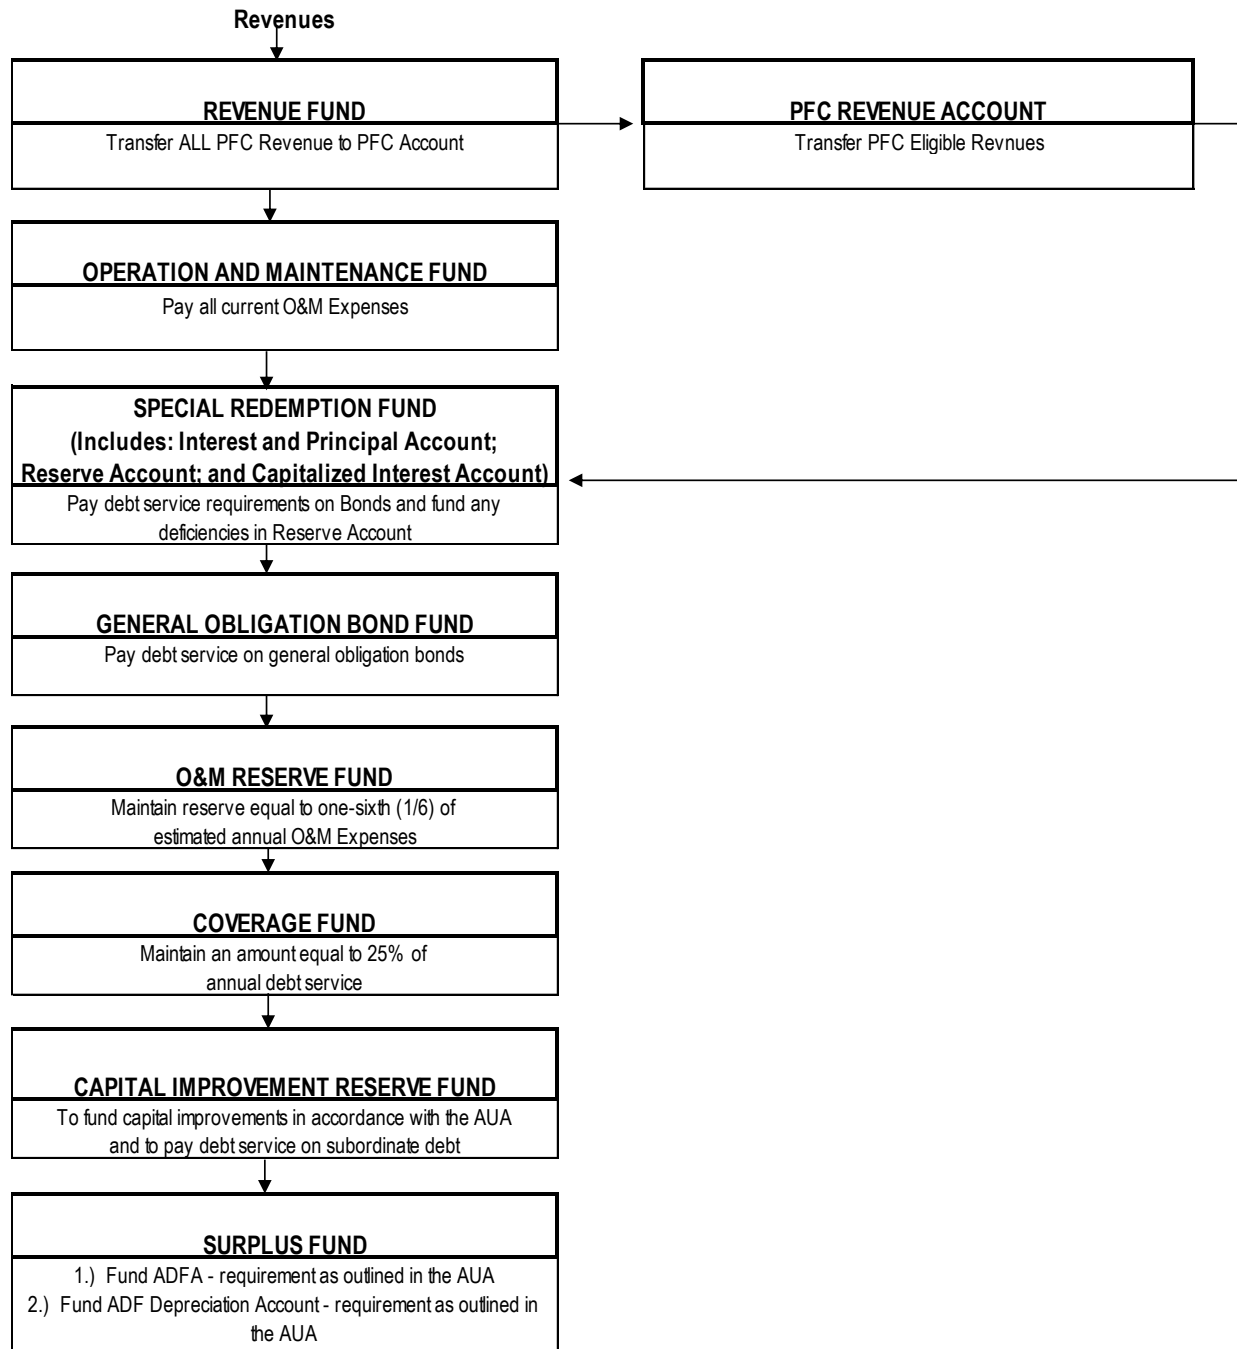 Revenues
REVENUE FUND
Transfer ALL PFC Revenue to PFC Account
PFC REVENUE ACCOUNT
Transfer PFC Eligible Revnues
OPERATION AND MAINTENANCE FUND
Pay all current O&M Expenses
SPECIAL REDEMPTION FUND
(Includes: Interest and Principal Account;
Reserve Account; and Capitalized Interest Account)
Pay debt service requirements on Bonds and fund any
deficiencies in Reserve Account
GENERAL OBLIGATION BOND FUND
Pay debt service on general obligation bonds
O&M RESERVE FUND
Maintain reserve equal to one-sixth (1/6) of
estimated annual O&M Expenses
COVERAGE FUND
Maintain an amount equal to 25% of
annual debt service
CAPITAL IMPROVEMENT RESERVE FUND
To fund capital improvements in accordance with the AUA
and to pay debt service on subordinate debt
SURPLUS FUND
1.) Fund ADFA - requirement as outlined in the AUA
2.) Fund ADF Depreciation Account - requirement as outlined in
the AUA